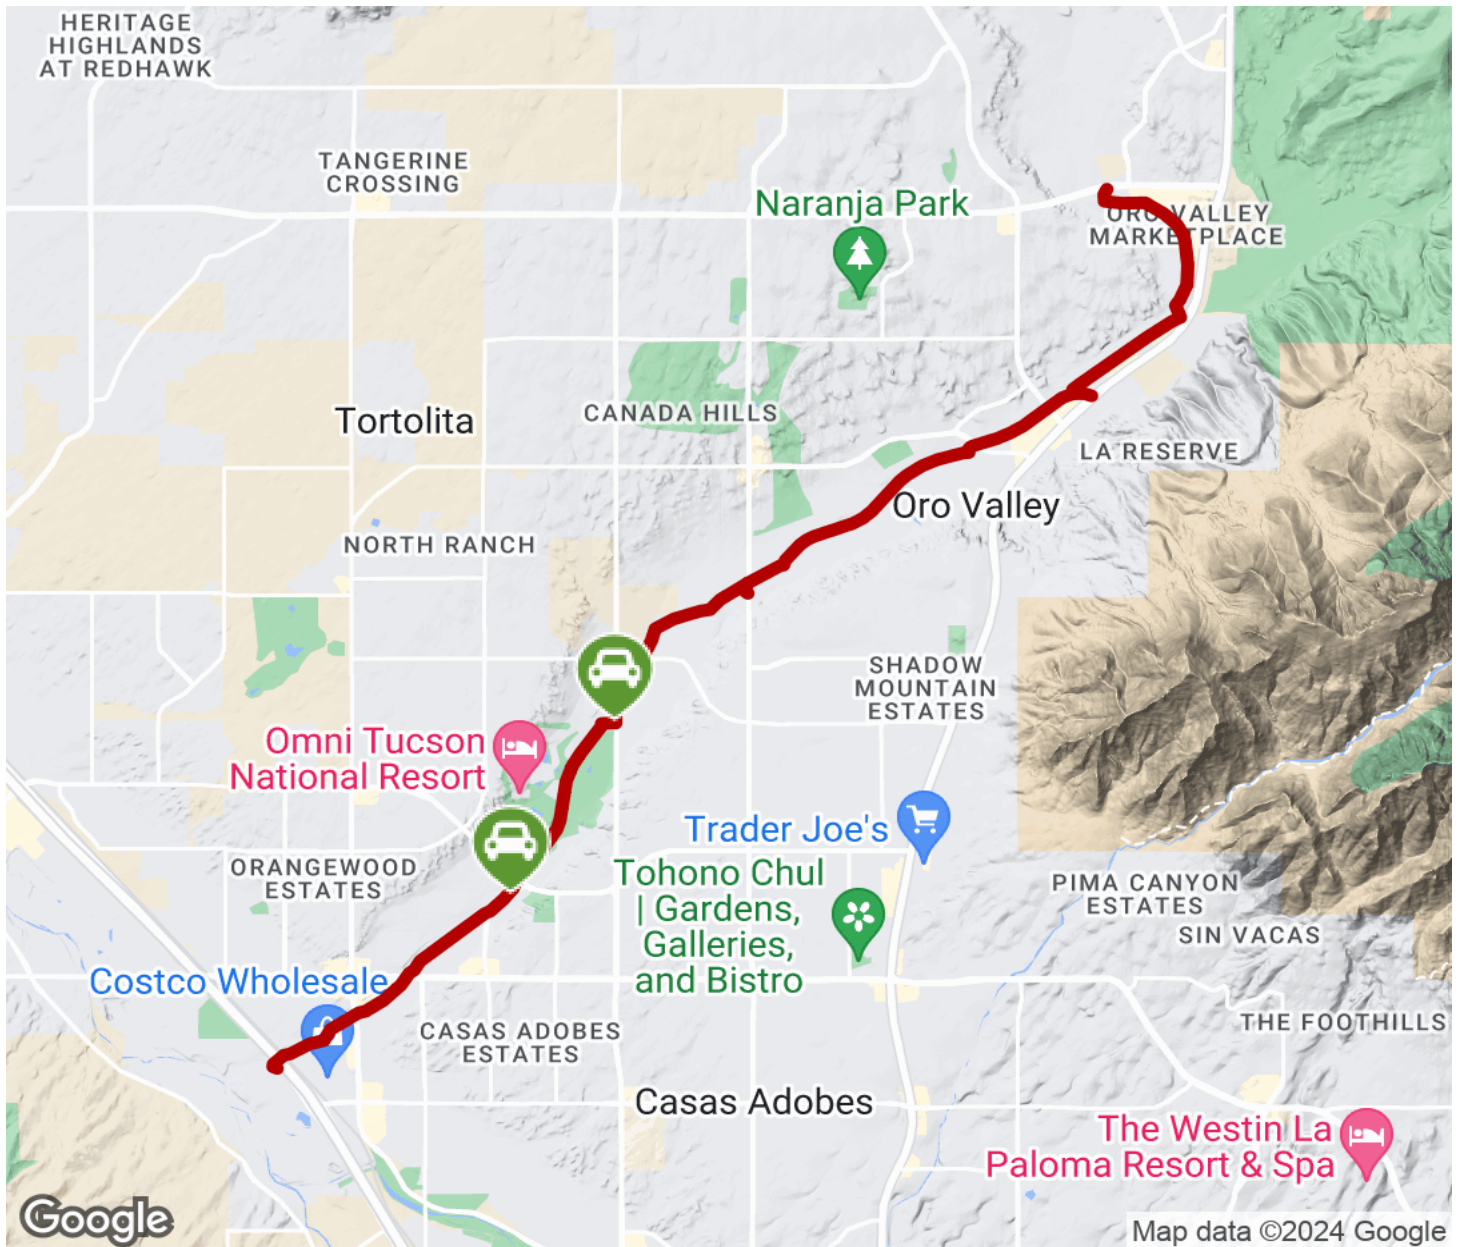 HERITAGE
HIGHLANDS
AT REDHAWK
TANGERINE
CROSSING
Naranja Park
ORO VALLEY
MARKETPLACE
Tortolita
CANADA HILLS
LA RESERVE
Oro Valley
NORTH RANCH
SHADOW
MOUNTAIN
ESTATES
Omni Tucson
National Resort
Trader Joe's
ORANGEWOOD
ESTATES
Tohono Chul
| Gardens,
Galleries,
and Bistro
PIMA CANYON
ESTATES
SIN VACAS
Costco Wholesale
CASAS ADOBES
ESTATES
THE FOOTHILLS
Casas Adobes
The Westin La
Paloma Resort & Spa
Google
Map data ©2024 Google